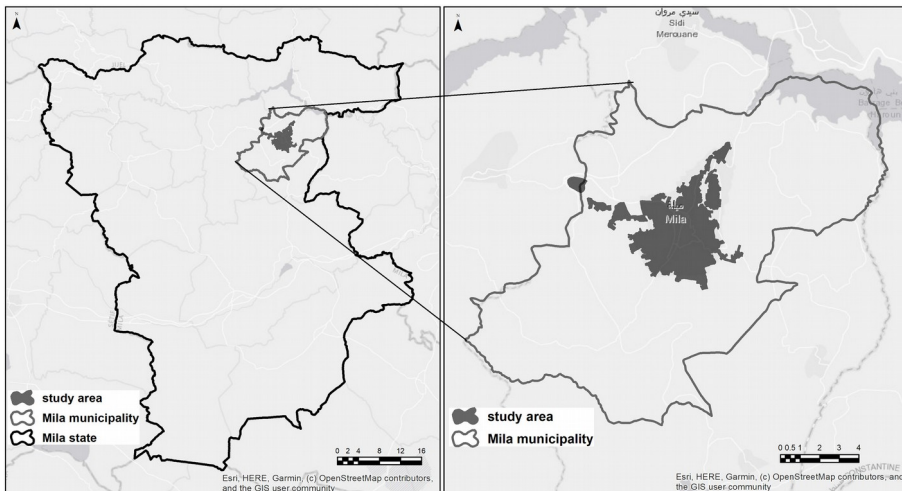 N
study area
Mila municipality
Mila state
0 2 4 8 12 16
Esri, HERE, Garmin, (c) OpenStreetMap contributors,
and the GIS user community
N
سيدي مروان
Sidi
Merouane
ميلة
Mila
study area
Mila municipality
0 0.5 1 2 3 4
CONSTANTINE
Esri, HERE, Garmin, (c) OpenStreetMap contributors, and
the GIS user community